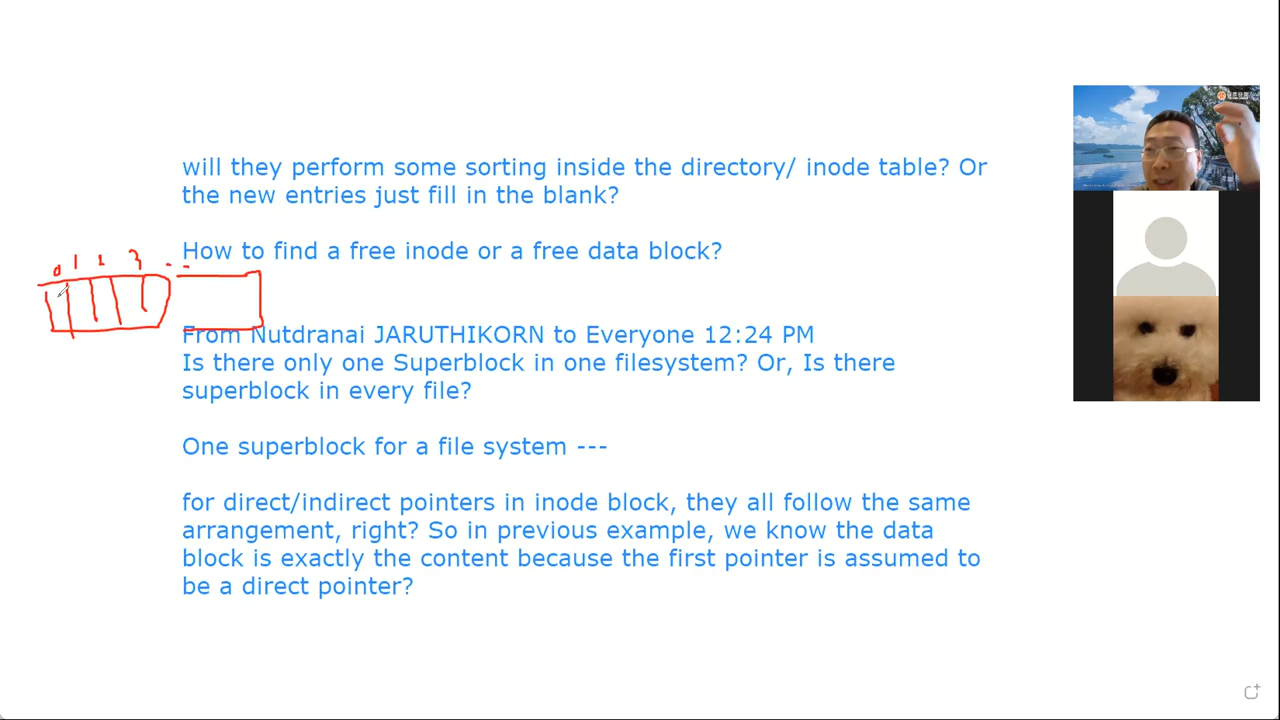 will they perform some sorting inside the directory/ inode table? Or
the new entries just fill in the blank?
How to find a free inode or a free data block?
0 1 2 3 - -
From Nutdranai JARUTHIKORN to Everyone 12:24 PM
Is there only one Superblock in one filesystem? Or, Is there
superblock in every file?
One superblock for a file system ---
for direct/indirect pointers in inode block, they all follow the same
arrangement, right? So in previous example, we know the data
block is exactly the content because the first pointer is assumed to
be a direct pointer?